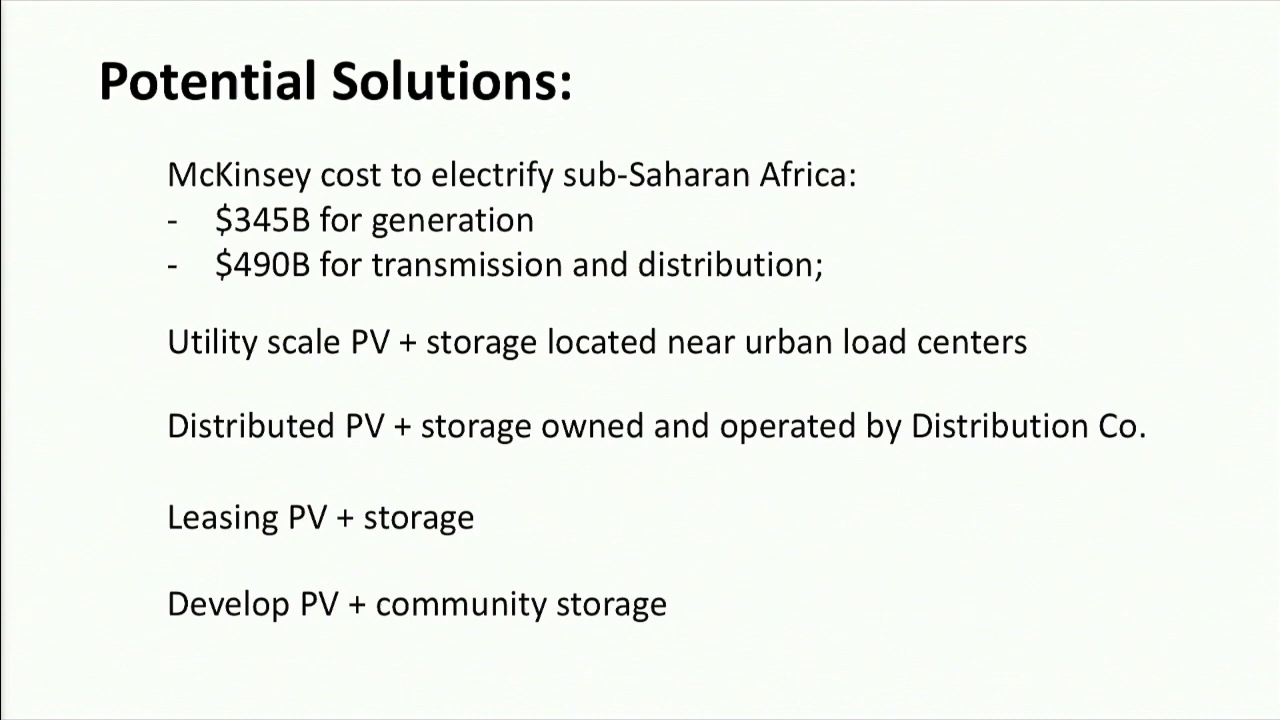 Potential Solutions:
McKinsey cost to electrify sub-Saharan Africa:
- $345B for generation
- $490B for transmission and distribution;
Utility scale PV + storage located near urban load centers
Distributed PV + storage owned and operated by Distribution Co.
Leasing PV + storage
Develop PV + community storage